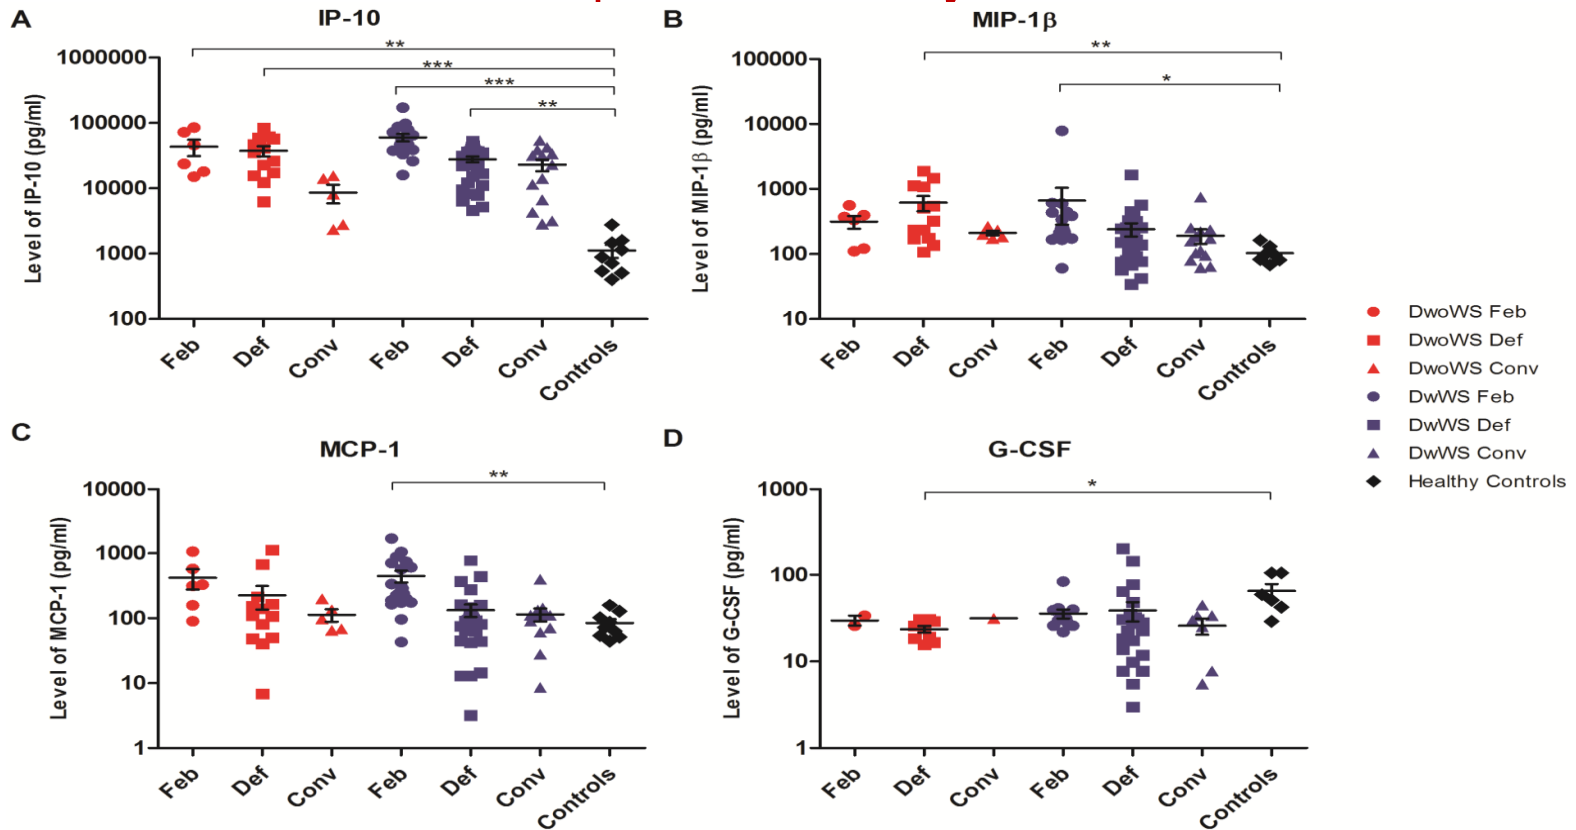 A
IP-10
**
***
***
**
1000000
100000
10000
1000
100
Level of IP-10 (pg/ml)
Feb
Def
Conv
Feb
Def
Conv
Controls
B
MIP-1β
**
*
100000
10000
1000
100
10
Level of MIP-1β (pg/ml)
Feb
Def
Conv
Feb
Def
Conv
Controls
DwoWS Feb
DwoWS Def
DwoWS Conv
DwWS Feb
DwWS Def
DwWS Conv
Healthy Controls
C
MCP-1
**
10000
1000
100
10
1
Level of MCP-1 (pg/ml)
Feb
Def
Conv
Feb
Def
Conv
Controls
D
G-CSF
*
1000
100
10
1
Level of G-CSF (pg/ml)
Feb
Def
Conv
Feb
Def
Conv
Controls